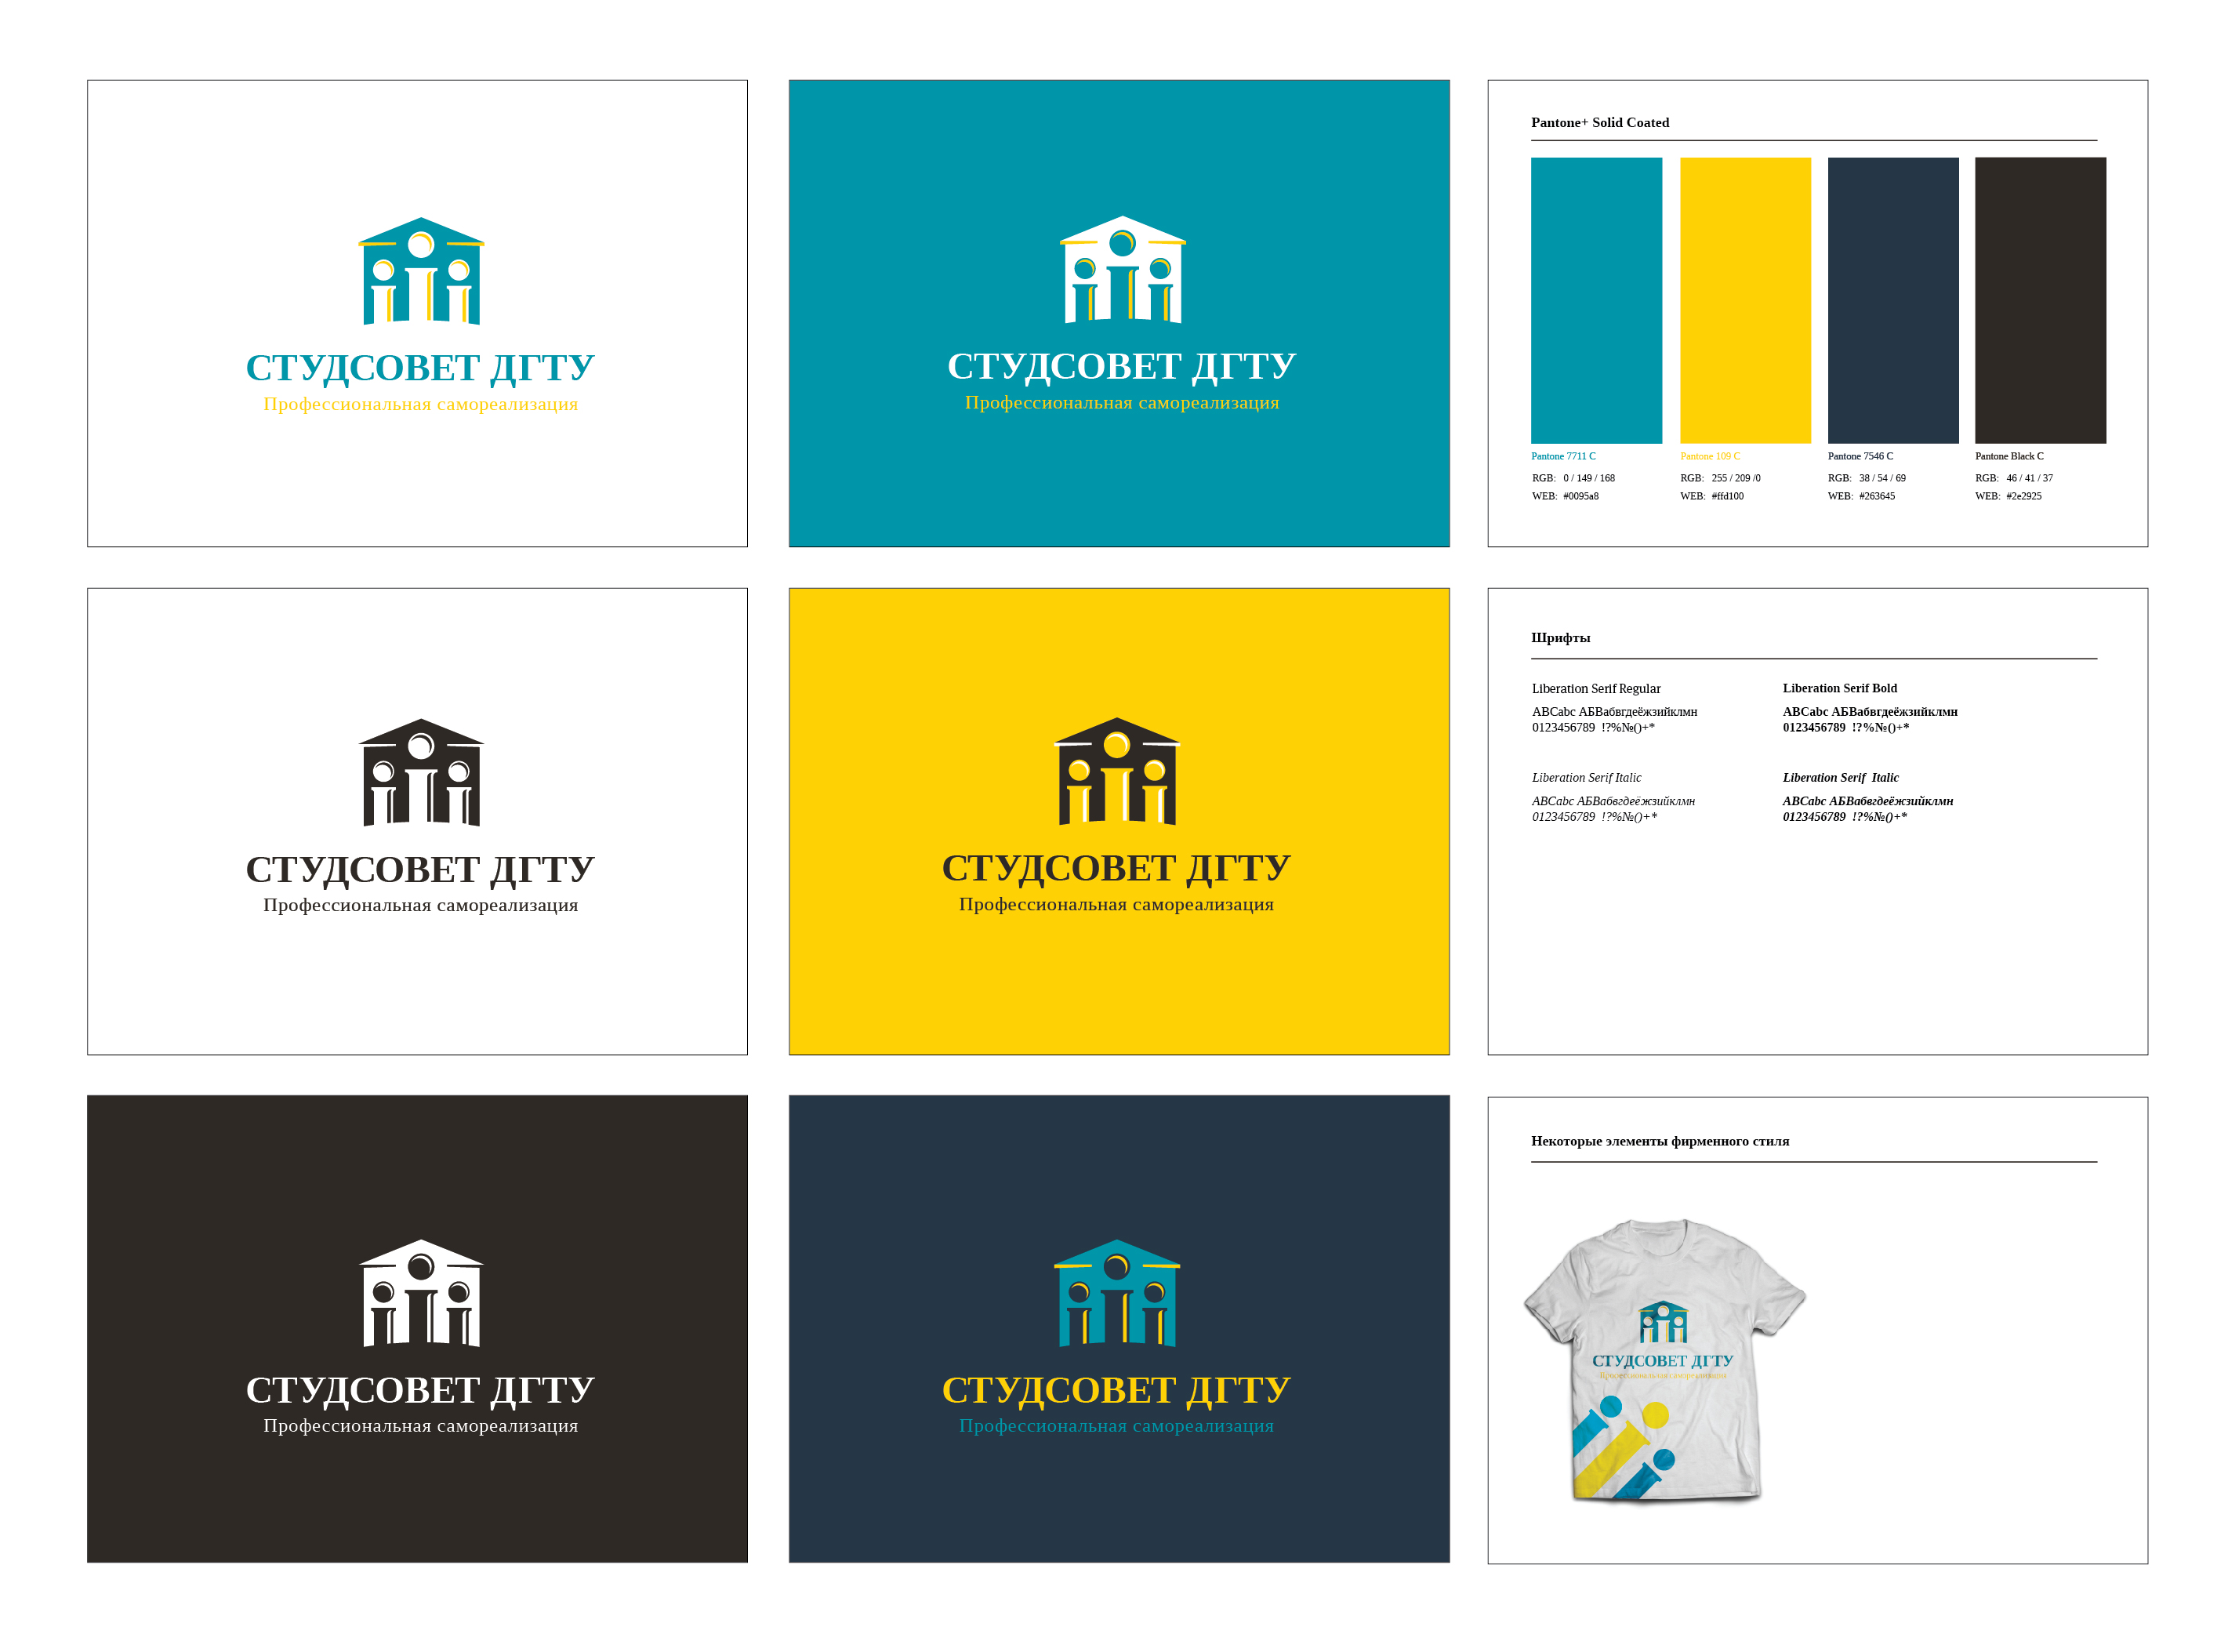 СТУДСОВЕТ ДГТУ
Профессиональная самореализация
СТУДСОВЕТ ДГТУ
Профессиональная самореализация
Pantone+ Solid Coated
Pantone 7711 C
RGB: 0 / 149 / 168
WEB: #0095a8
Pantone 109 C
RGB: 255 / 209 /0
WEB: #ffd100
Pantone 7546 C
RGB: 38 / 54 / 69
WEB: #263645
Pantone Black C
RGB: 46 / 41 / 37
WEB: #2e2925
СТУДСОВЕТ ДГТУ
Профессиональная самореализация
СТУДСОВЕТ ДГТУ
Профессиональная самореализация
Шрифты
Liberation Serif Regular
ABCabc АБВабвгдеёжзийклмн
0123456789 !?%№()+*
Liberation Serif Bold
ABCabc АБВабвгдеёжзийклмн
0123456789 !?%№()+*
Liberation Serif Italic
ABCabc АБВабвгдеёжзийклмн
0123456789 !?%№()+*
Liberation Serif Italic
ABCabc АБВабвгдеёжзийклмн
0123456789 !?%№()+*
СТУДСОВЕТ ДГТУ
Профессиональная самореализация
СТУДСОВЕТ ДГТУ
Профессиональная самореализация
Некоторые элементы фирменного стиля
СТУДСОВЕТ ДГТУ
Профессиональная самореализация